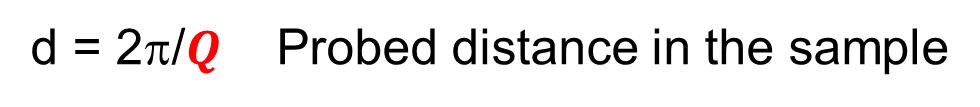 d = 2π/Q Probed distance in the sample